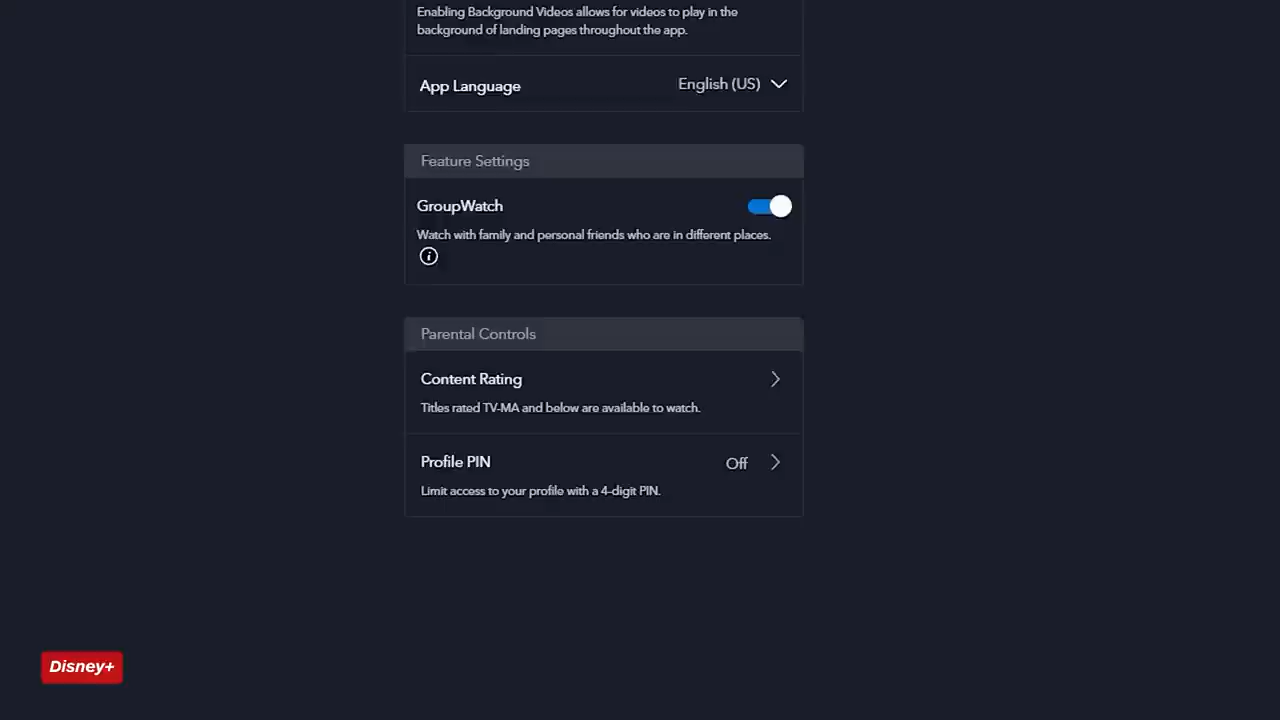 Enabling Background Videos allows for videos to play in the
background of landing pages throughout the app.
App Language English (US)
Feature Settings
GroupWatch
Watch with family and personal friends who are in different places.
Parental Controls
Content Rating
Titles rated TV-MA and below are available to watch.
Profile PIN Off
Limit access to your profile with a 4-digit PIN.
Disney+